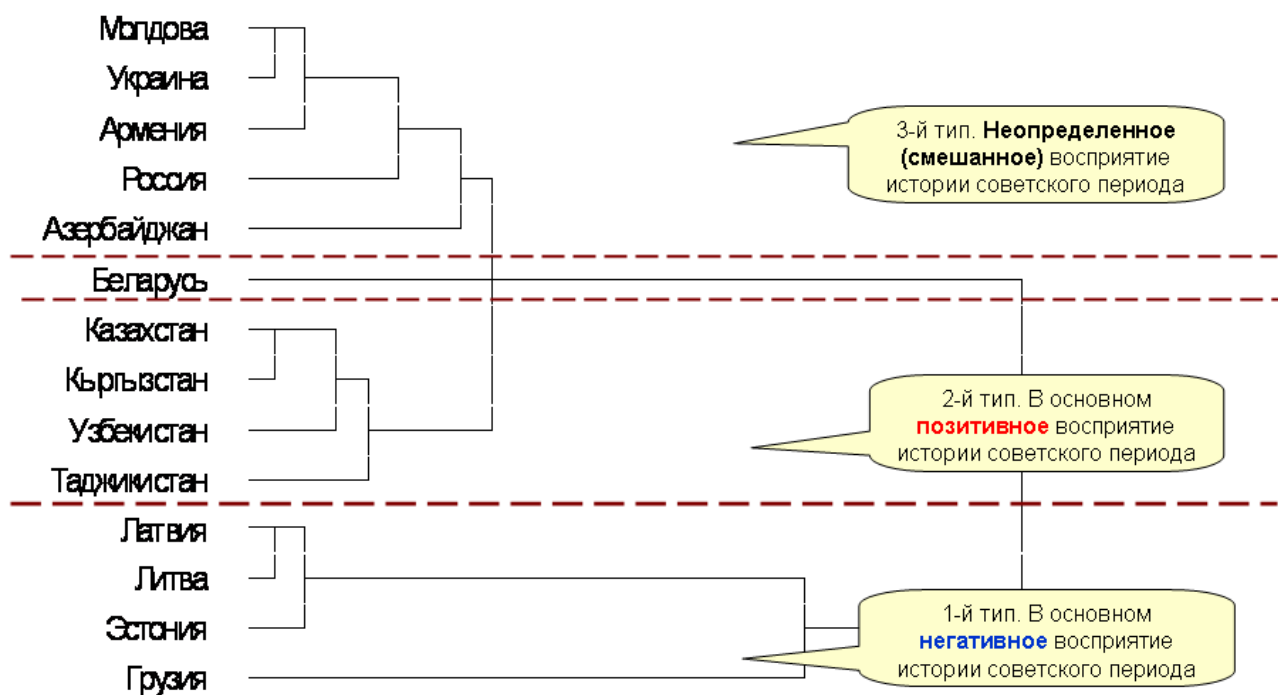 Молдова
Украина
Армения
Россия
Азербайджан
Беларусь
Казахстан
Кыргызстан
Узбекистан
Таджикистан
Латвия
Литва
Эстония
Грузия
3-й тип. Неопределенное
(смешанное) восприятие
истории советского периода
2-й тип. В основном
позитивное восприятие
истории советского периода
1-й тип. В основном
негативное восприятие
истории советского периода